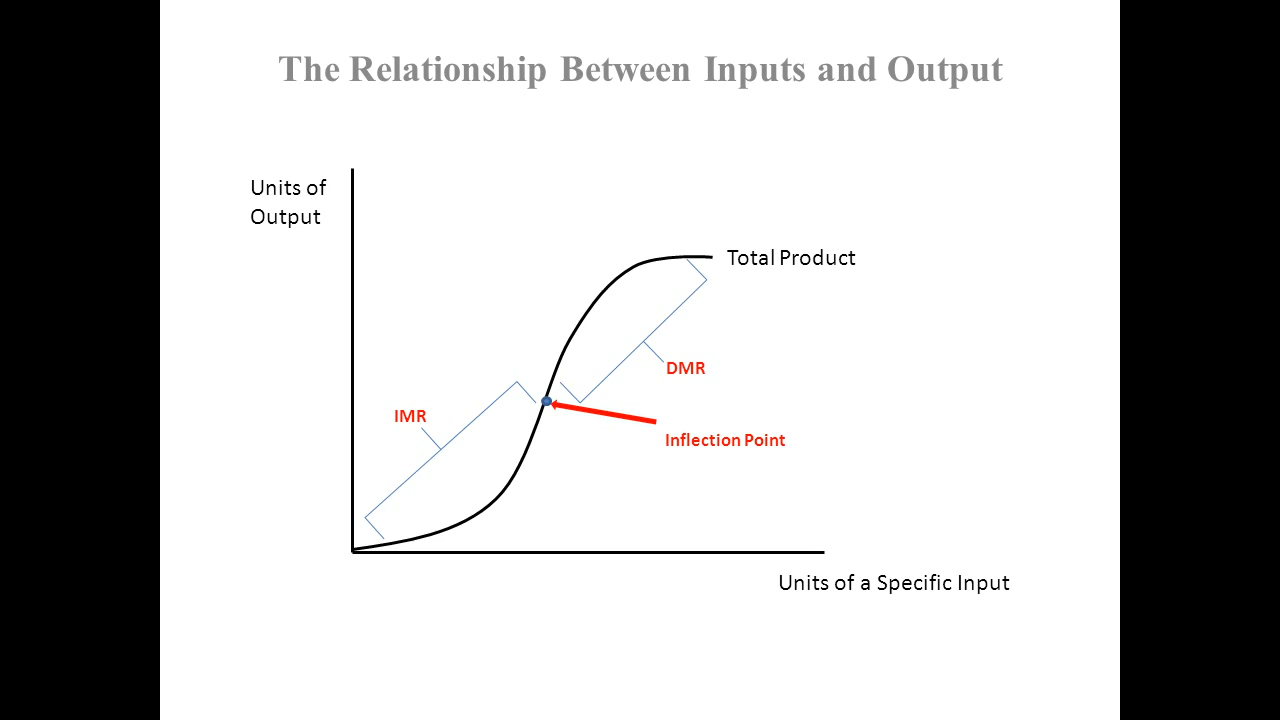 The Relationship Between Inputs and Output
Units of
Output
Total Product
DMR
IMR
Inflection Point
Units of a Specific Input